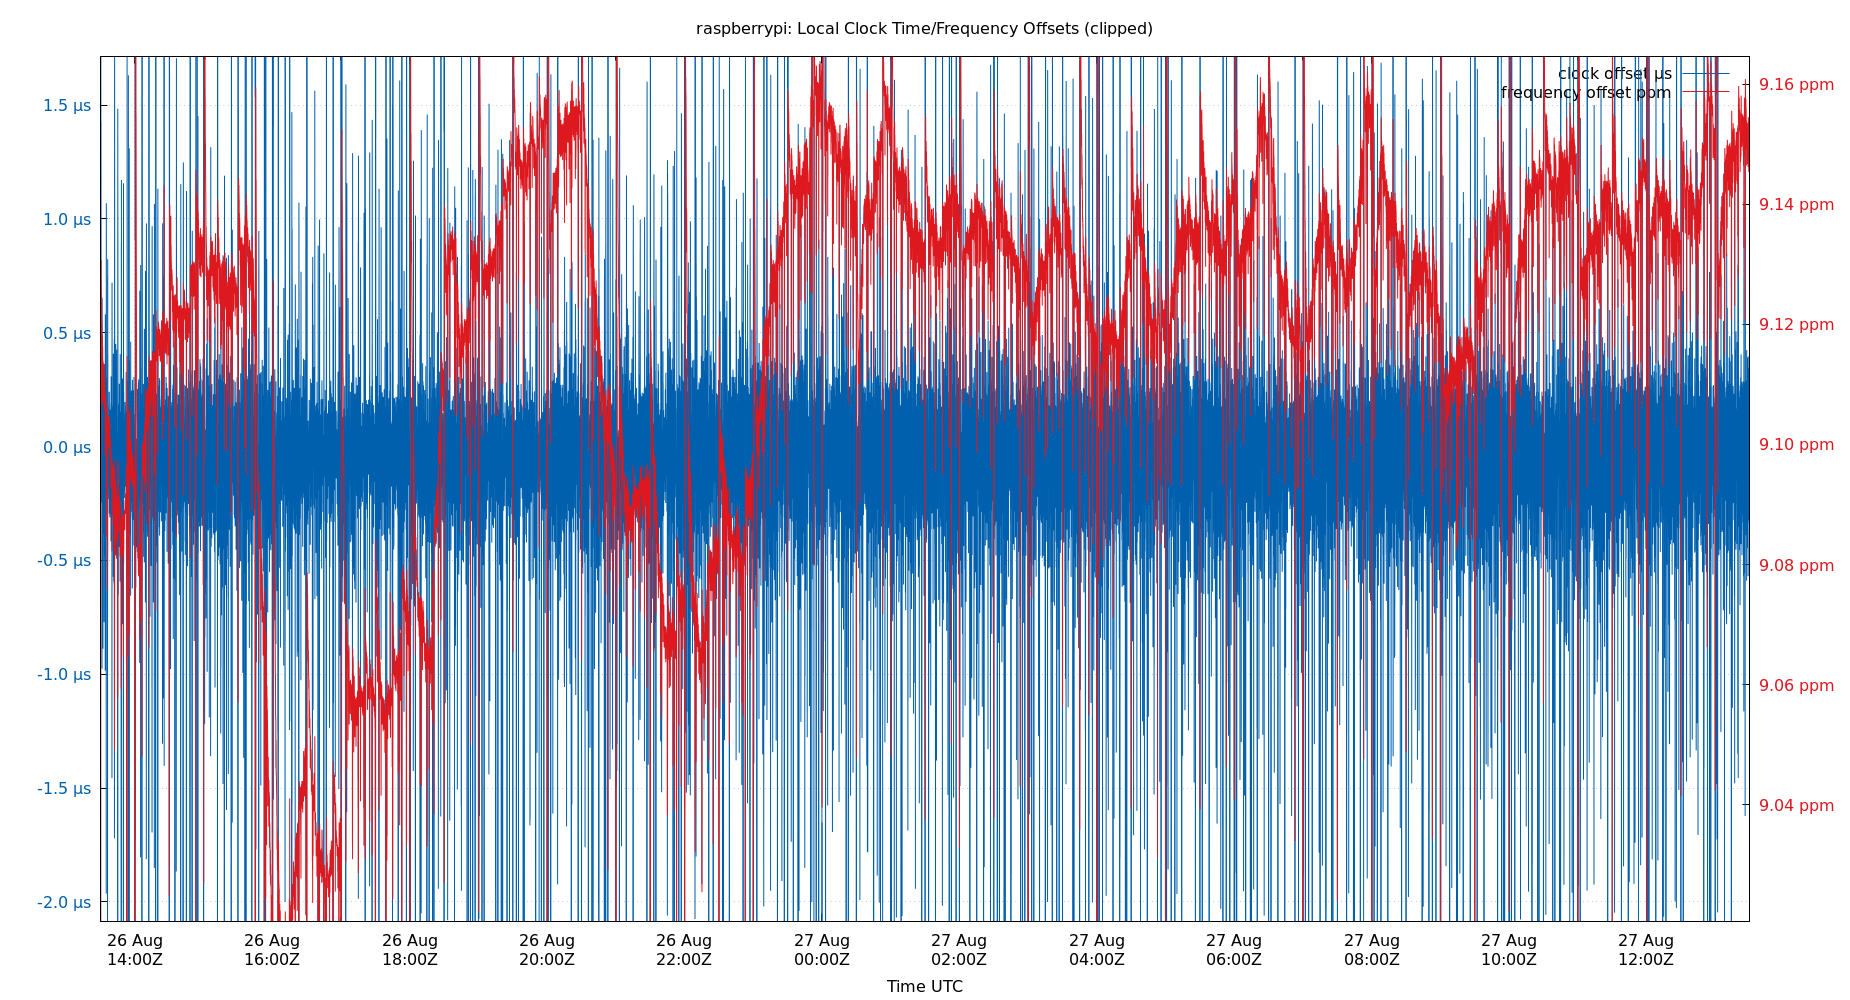 raspberrypi: Local Clock Time/Frequency Offsets (clipped)
clock offset µs
frequency offset ppm
1.5 µs
1.0 µs
0.5 µs
0.0 µs
-0.5 µs
-1.0 µs
-1.5 µs
-2.0 µs
9.16 ppm
9.14 ppm
9.12 ppm
9.10 ppm
9.08 ppm
9.06 ppm
9.04 ppm
26 Aug 26 Aug 26 Aug 26 Aug 26 Aug 27 Aug 27 Aug 27 Aug 27 Aug 27 Aug 27 Aug 27 Aug
14:00Z 16:00Z 18:00Z 20:00Z 22:00Z 00:00Z 02:00Z 04:00Z 06:00Z 08:00Z 10:00Z 12:00Z
Time UTC